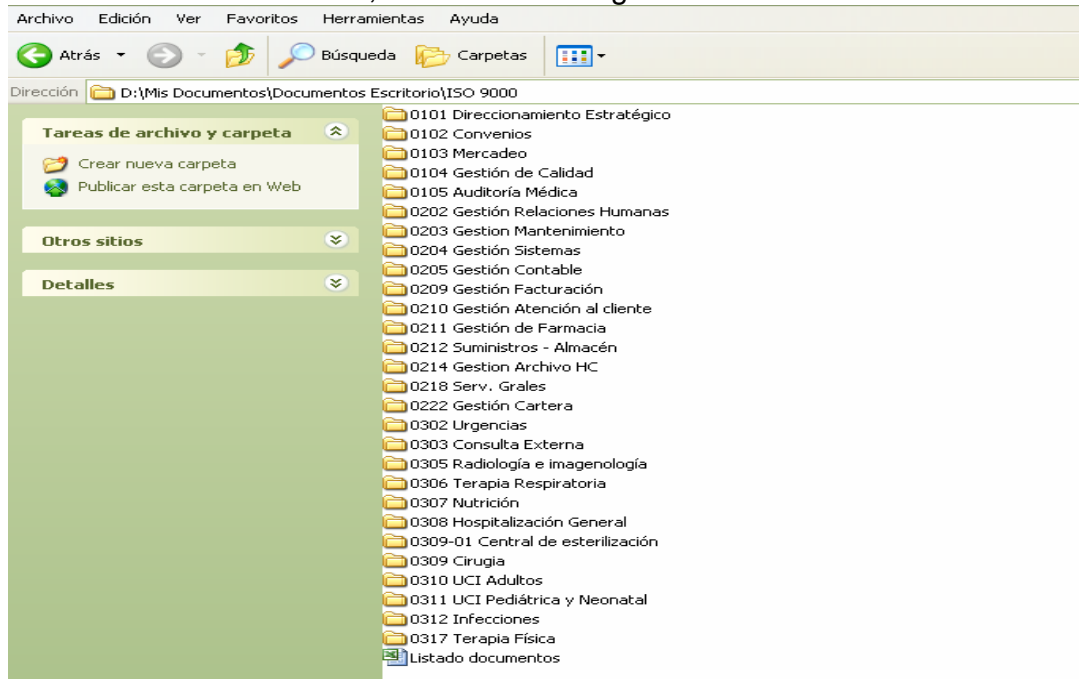 Archivo Edición Ver Favoritos Herramientas Ayuda
Atrás Búsqueda Carpetas
Dirección D:\Mis Documentos\Documentos Escritorio\ISO 9000
Tareas de archivo y carpeta
Crear nueva carpeta
Publicar esta carpeta en Web
Otros sitios
Detalles
0101 Direccionamiento Estratégico
0102 Convenios
0103 Mercadeo
0104 Gestión de Calidad
0105 Auditoría Médica
0202 Gestión Relaciones Humanas
0203 Gestion Mantenimiento
0204 Gestión Sistemas
0205 Gestión Contable
0209 Gestión Facturación
0210 Gestión Atención al cliente
0211 Gestión de Farmacia
0212 Suministros - Almacén
0214 Gestion Archivo HC
0218 Serv. Grales
0222 Gestión Cartera
0302 Urgencias
0303 Consulta Externa
0305 Radiología e imagenología
0306 Terapia Respiratoria
0307 Nutrición
0308 Hospitalización General
0309-01 Central de esterilización
0309 Cirugia
0310 UCI Adultos
0311 UCI Pediátrica y Neonatal
0312 Infecciones
0317 Terapia Física
Listado documentos